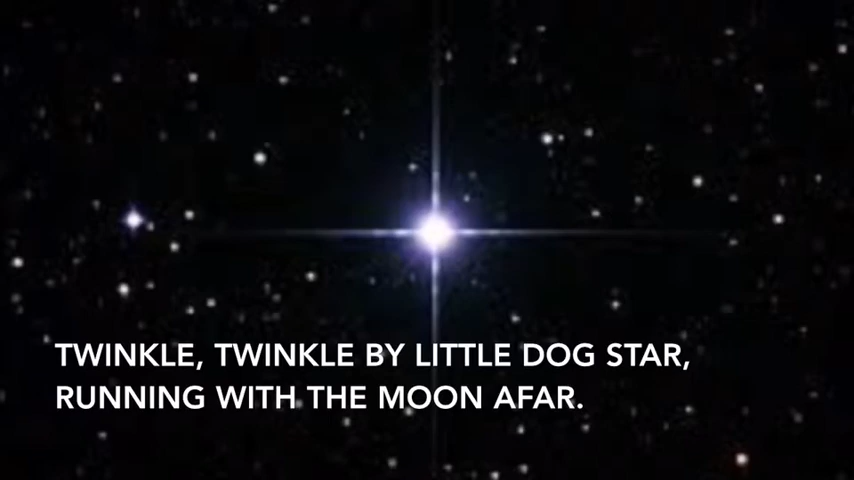 TWINKLE, TWINKLE BY LITTLE DOG STAR,
RUNNING WITH THE MOON AFAR.